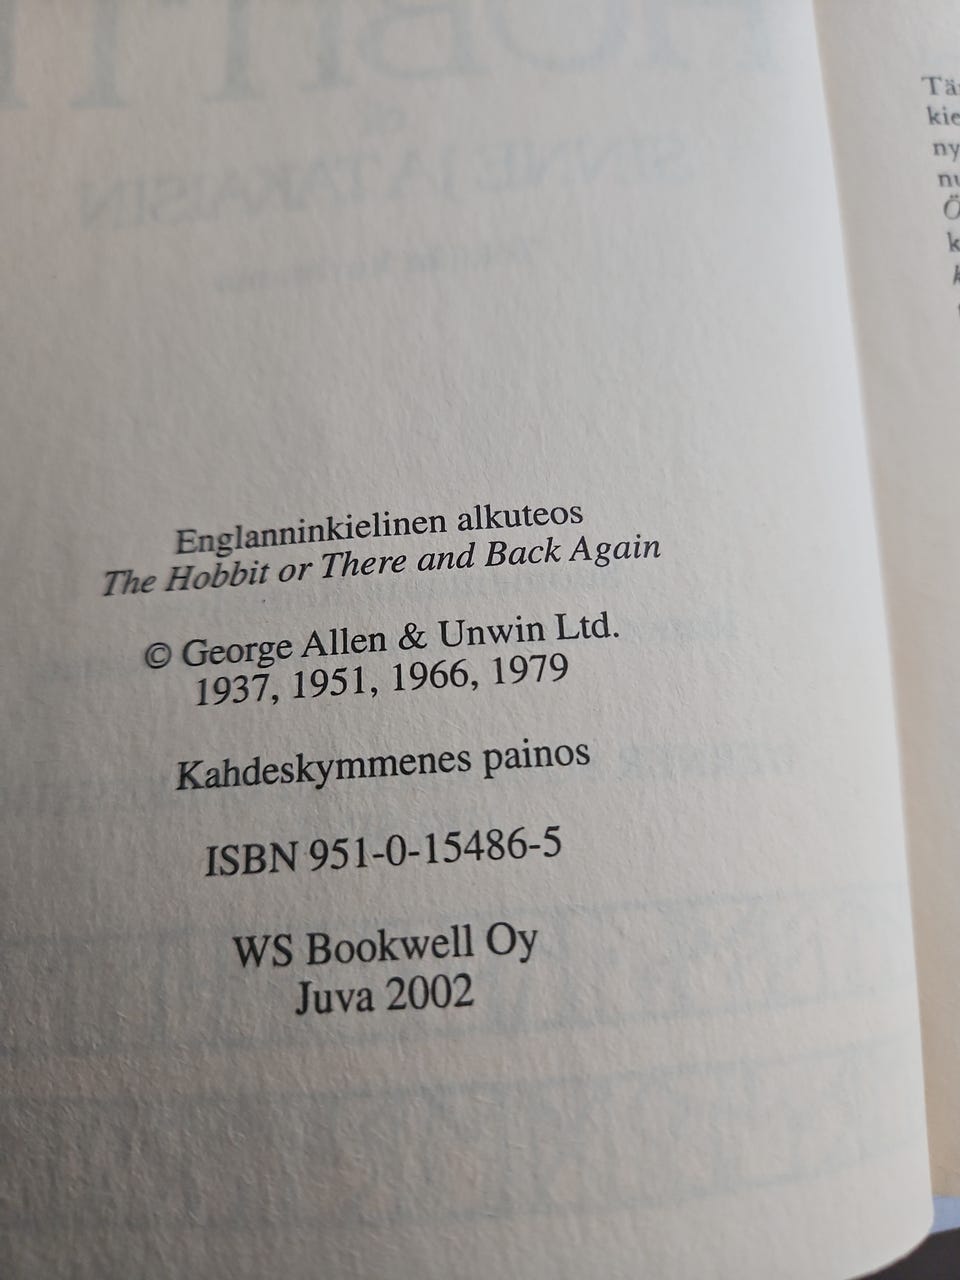 Englanninkielinen alkuteos
The Hobbit or There and Back Again
© George Allen & Unwin Ltd.
1937, 1951, 1966, 1979
Kahdeskymmenes painos
ISBN 951-0-15486-5
WS Bookwell Oy
Juva 2002